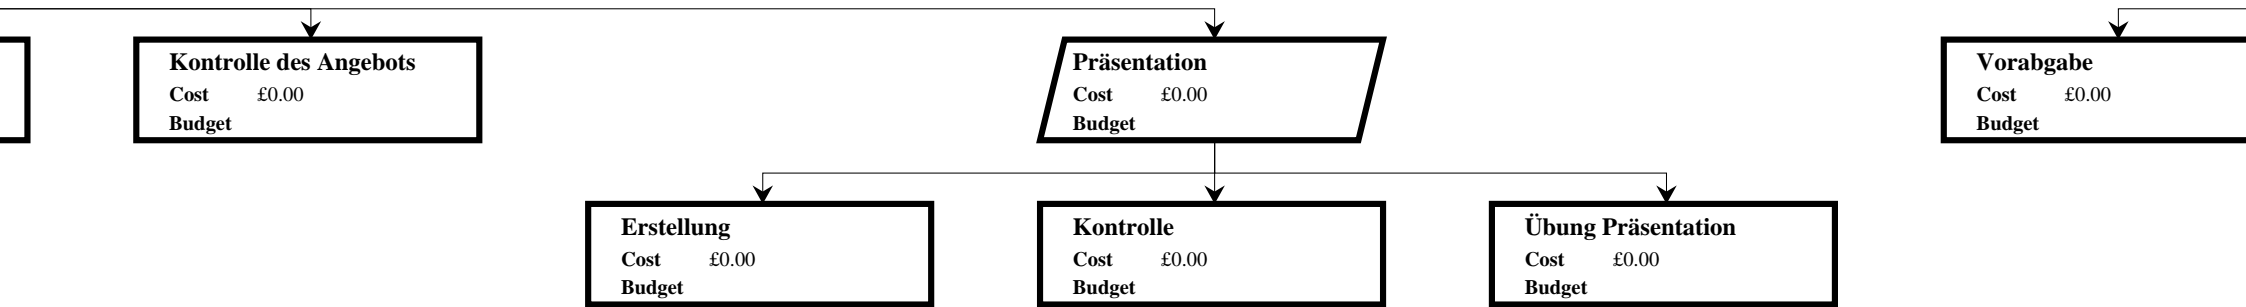 Kontrolle des Angebots
Cost £0.00
Budget
Präsentation
Cost £0.00
Budget
Vorabgabe
Cost £0.00
Budget
Erstellung
Cost £0.00
Budget
Kontrolle
Cost £0.00
Budget
Übung Präsentation
Cost £0.00
Budget